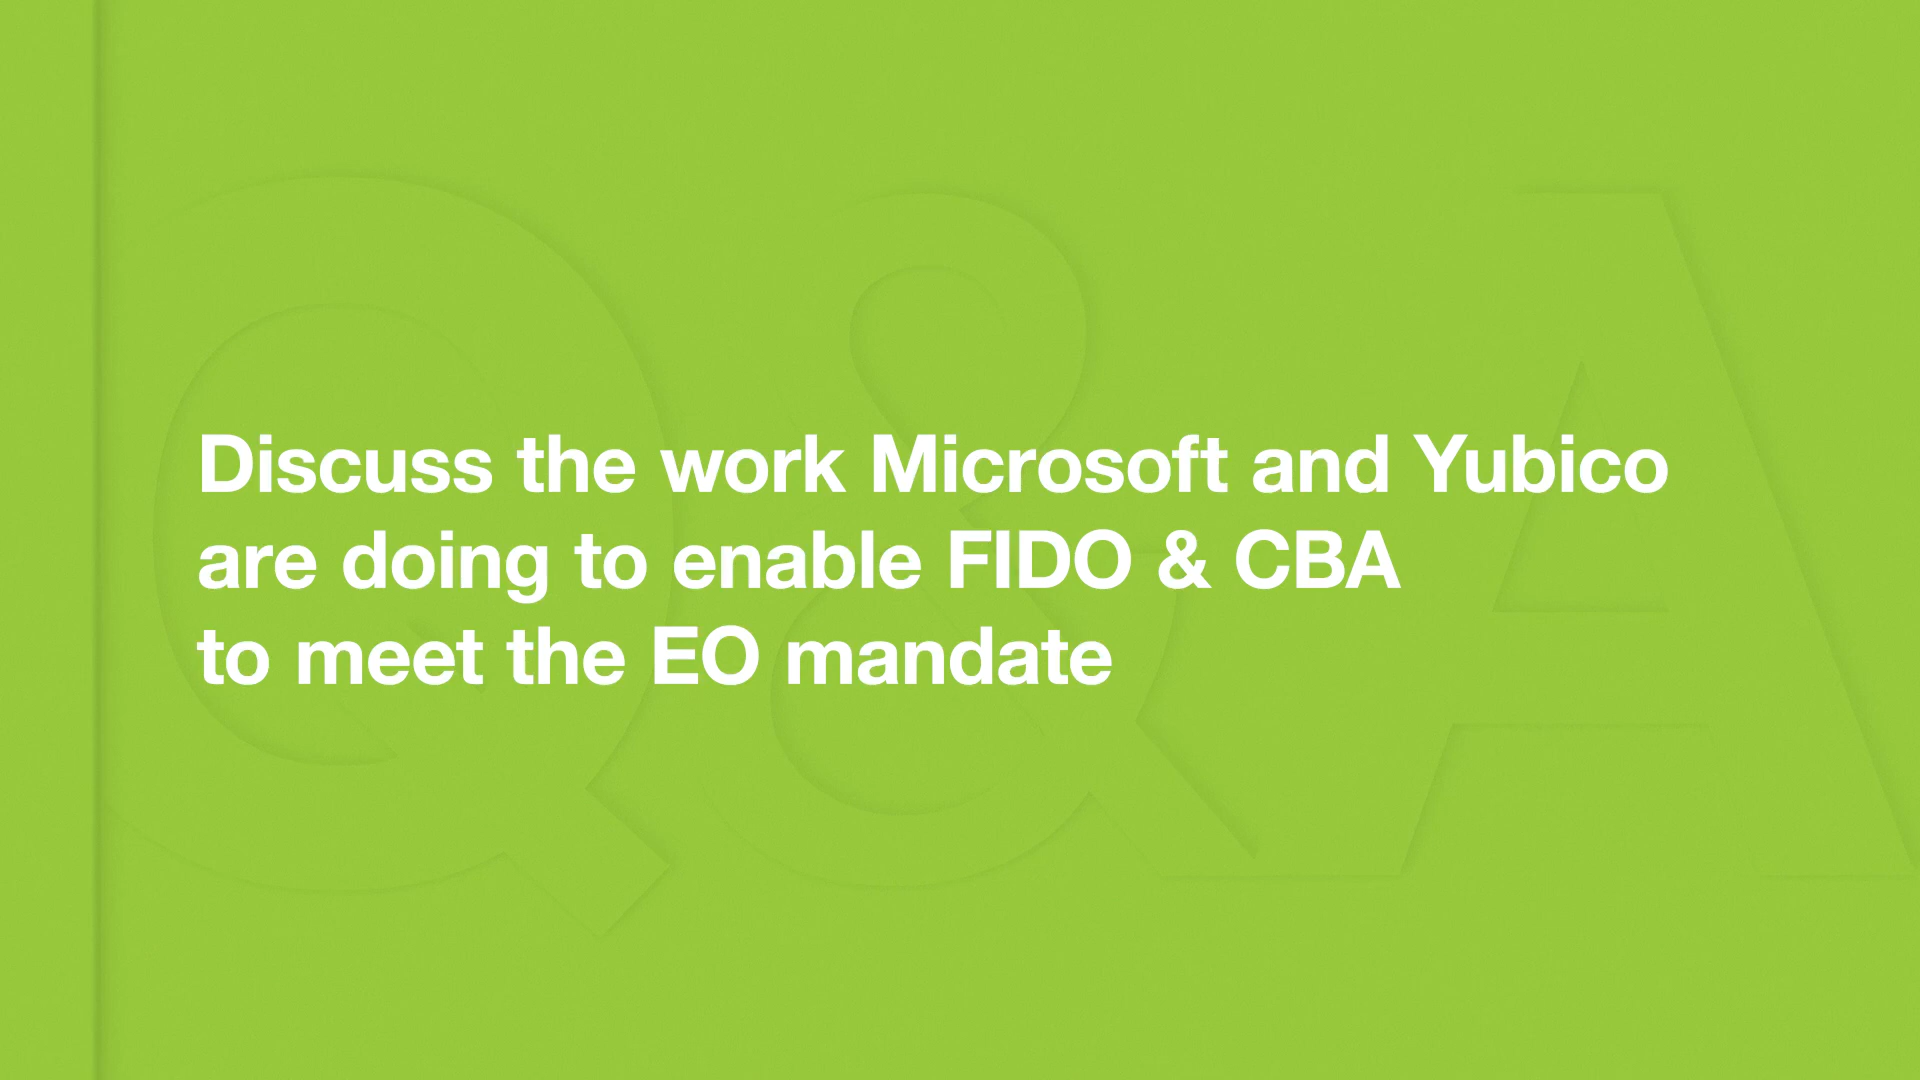 Q&A
Discuss the work Microsoft and Yubico
are doing to enable FIDO & CBA
to meet the EO mandate